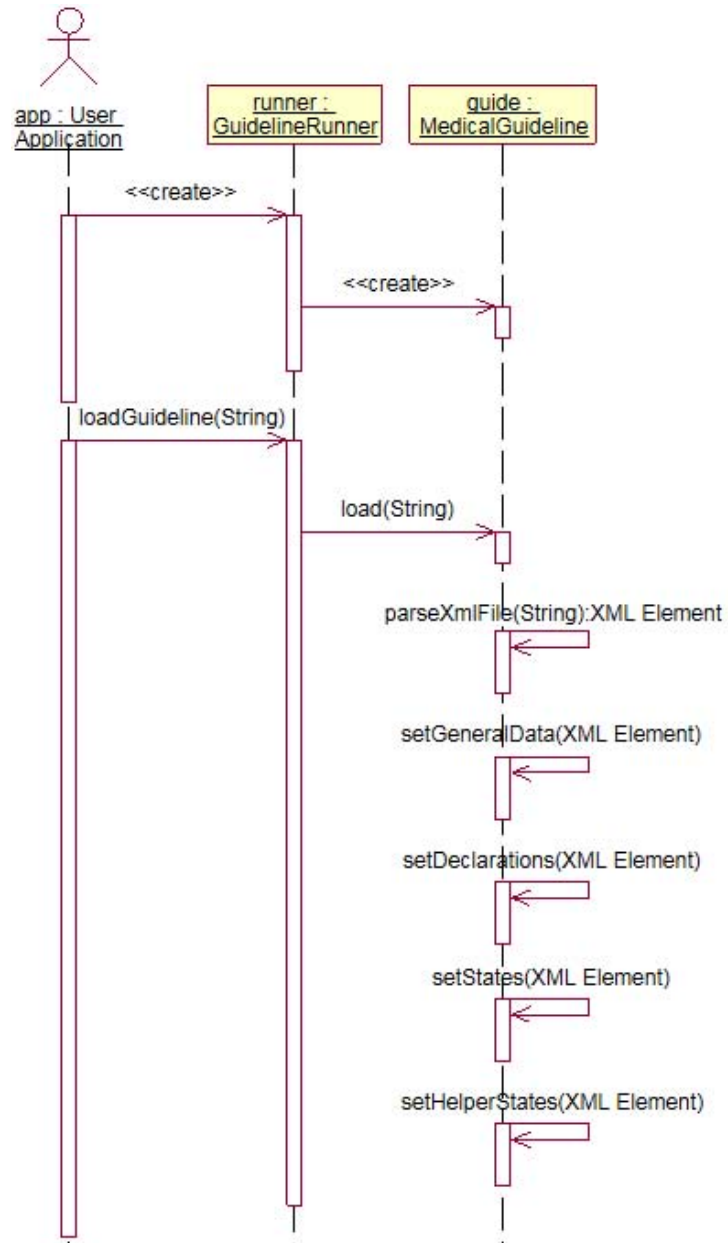 app : User
Application
runner :
GuidelineRunner
guide :
MedicalGuideline
<<create>>
<<create>>
loadGuideline(String)
load(String)
parseXmlFile(String):XML Element
setGeneralData(XML Element)
setDeclarations(XML Element)
setStates(XML Element)
setHelperStates(XML Element)